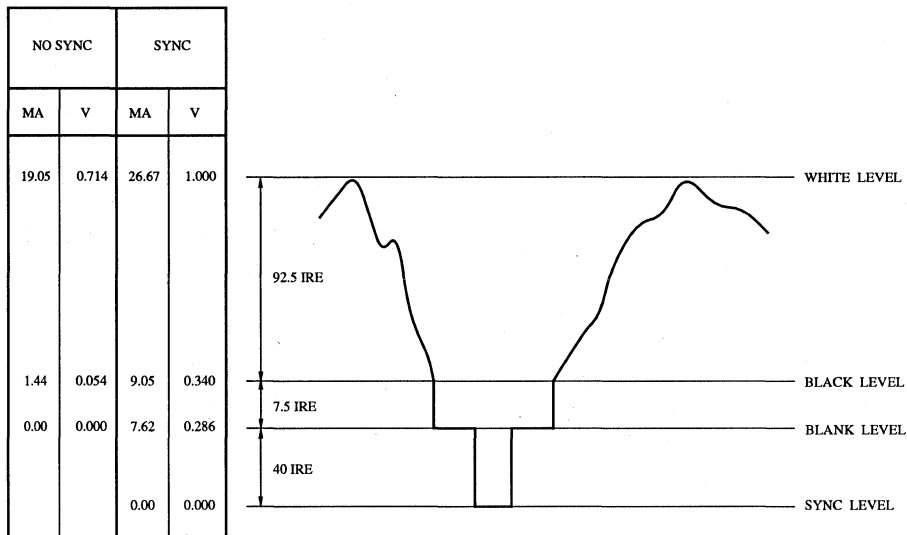 NO SYNC SYNC
MA V MA V
19.05 0.714 26.67 1.000 WHITE LEVEL
92.5 IRE
1.44 0.054 9.05 0.340 BLACK LEVEL
7.5 IRE
0.00 0.000 7.62 0.286 BLANK LEVEL
40 IRE
0.00 0.000 SYNC LEVEL